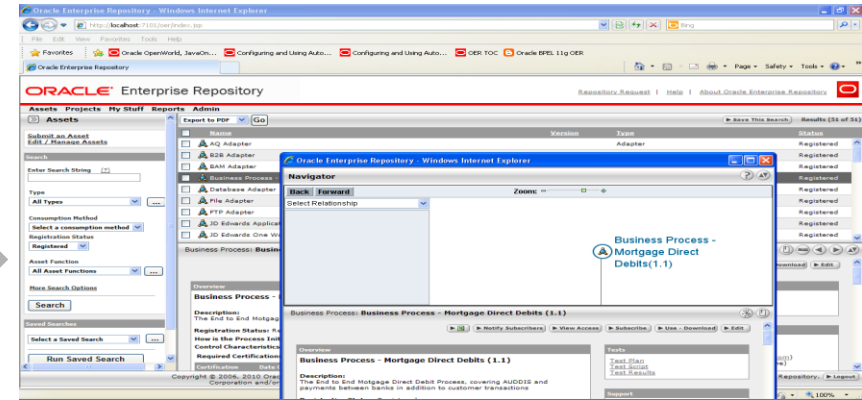 Oracle Enterprise Repository - Windows Internet Explorer
http://localhost:7101/oer/index.jsp
Bing
File Edit View Favorites Tools Help
Favorites Oracle OpenWorld, JavaOn... Configuring and Using Auto... Configuring and Using Auto... OER TOC Oracle BPEL 11g OER
Oracle Enterprise Repository
Page Safety Tools
ORACLE Enterprise Repository
Repository Request | Help | About Oracle Enterprise Repository
Assets Projects My Stuff Reports Admin
Assets
Export to PDF Go
Save This Search Results (31 of 31)
Submit an Asset
Edit / Manage Assets
Search
Enter Search String [?]
Type
All Types ...
Consumption Method
Select a consumption method
Registration Status
Registered
Asset Function
All Asset Functions ...
More Search Options
Search
Saved Searches
Select a Saved Search ...
Run Saved Search
Name Version Type Status
AQ Adapter Adapter Registered
B2B Adapter Registered
BAM Adapter Registered
Business Process - Registered
Database Adapter Registered
File Adapter Registered
FTP Adapter Registered
JD Edwards Applicat Registered
JD Edwards One W Registered
Business Process: Busin
Overview
Business Process -
Description:
The End to End Motgag
Registration Status: Re
How is the Process Init
Control Characteristics
Required Certification
Certification Date
Copyright © 2006, 2010 Orac
Corporation and/or
Oracle Enterprise Repository - Windows Internet Explorer
Navigator
Back Forward
Zoom:
Select Relationship
Business Process -
Mortgage Direct
Debits(1.1)
Business Process: Business Process - Mortgage Direct Debits (1.1)
Notify Subscribers View Access Subscribe Use - Download Edit
Overview
Business Process - Mortgage Direct Debits (1.1)
Description:
The End to End Motgage Direct Debit Process, covering AUDDIS and
payments between banks in addition to customer transactions
Tests
Test Plan
Test Script
Test Results
Support
ownload Edit
Repository. Logout
100%